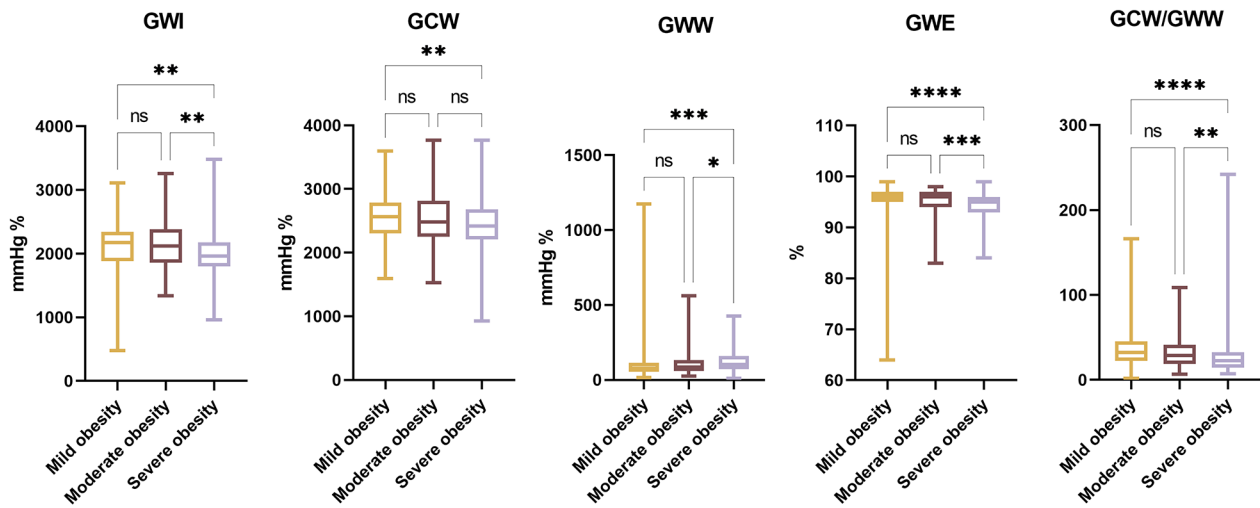 GWI
**
ns
**
mmHg %
4000
3000
2000
1000
0
Mild obesity
Moderate obesity
Severe obesity
GCW
**
ns
ns
mmHg %
4000
3000
2000
1000
0
Mild obesity
Moderate obesity
Severe obesity
GWW
***
ns
*
mmHg %
1500
1000
500
0
Mild obesity
Moderate obesity
Severe obesity
GWE
****
ns
***
%
110
100
90
80
70
60
Mild obesity
Moderate obesity
Severe obesity
GCW/GWW
****
ns
**
300
200
100
0
Mild obesity
Moderate obesity
Severe obesity